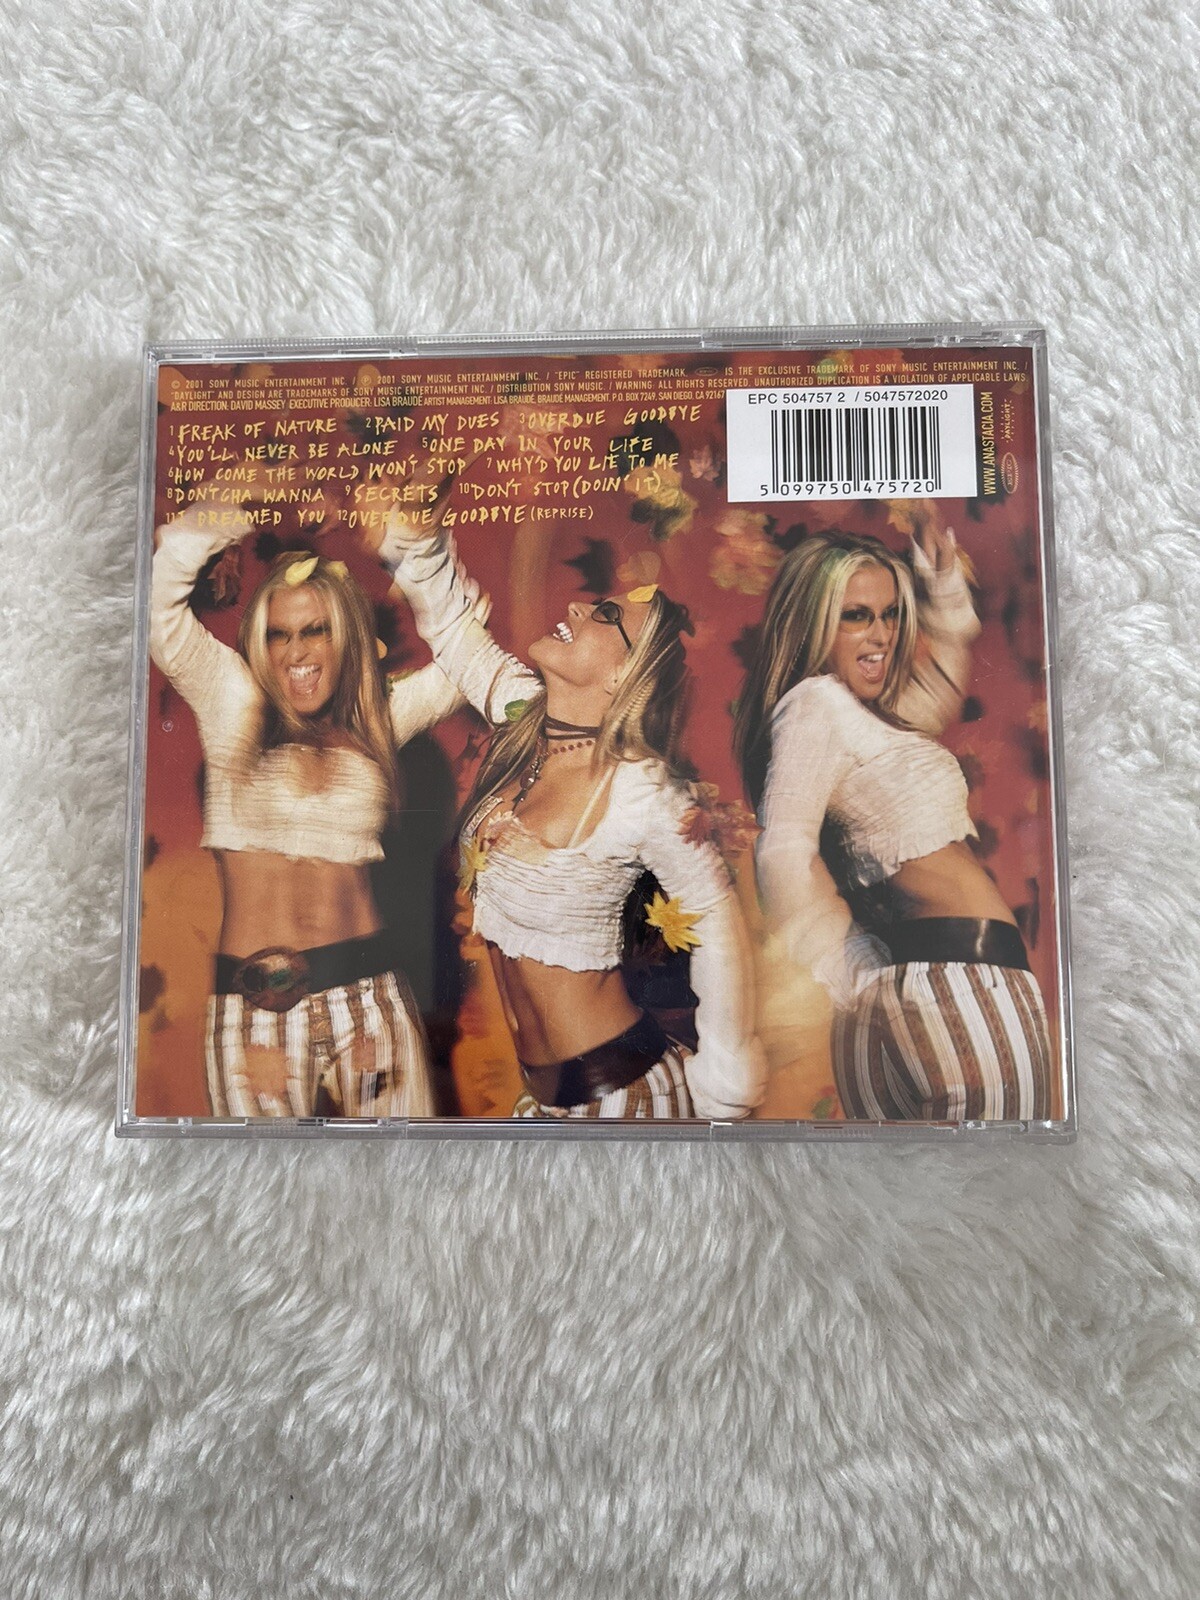 © 2001 SONY MUSIC ENTERTAINMENT INC. / ℗ 2001 SONY MUSIC ENTERTAINMENT INC. / "EPIC" REGISTERED TRADEMARK. IS THE EXCLUSIVE TRADEMARK OF SONY MUSIC ENTERTAINMENT INC. /
"DAYLIGHT" AND DESIGN ARE TRADEMARKS OF SONY MUSIC ENTERTAINMENT INC. / DISTRIBUTION SONY MUSIC. / WARNING: ALL RIGHTS RESERVED. UNAUTHORIZED DUPLICATION IS A VIOLATION OF APPLICABLE LAWS
A&R DIRECTION: DAVID MASSEY EXECUTIVE PRODUCER: LISA BRAUDE ARTIST MANAGEMENT: LISA BRAUDE, BRAUDE MANAGEMENT. P.O. BOX 7249, SAN DIEGO, CA 92167
1 FREAK OF NATURE 2 PAID MY DUES 3 OVERDUE GOODBYE
4 YOU'LL NEVER BE ALONE 5 ONE DAY IN YOUR LIFE
6 HOW COME THE WORLD WON'T STOP 7 WHY'D YOU LIE TO ME
8 DON'TCHA WANNA 9 SECRETS 10 DON'T STOP (DOIN' IT)
11 I DREAMED YOU 12 OVERDUE GOODBYE (REPRISE)
EPC 504757 2 / 5047572020
5 099750 475720
WWW.ANASTACIA.COM
DAYLIGHT